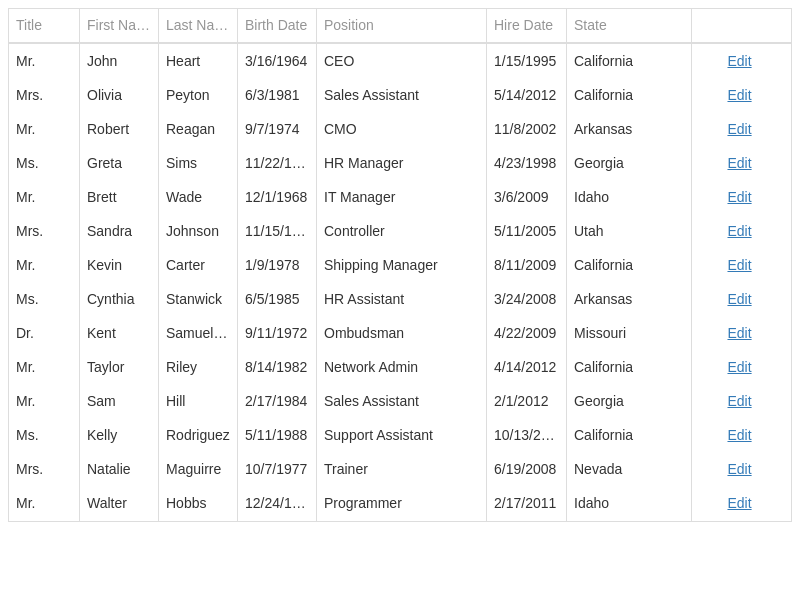 Title First Na… Last Na… Birth Date Position Hire Date State
Mr. John Heart 3/16/1964 CEO 1/15/1995 California Edit
Mrs. Olivia Peyton 6/3/1981 Sales Assistant 5/14/2012 California Edit
Mr. Robert Reagan 9/7/1974 CMO 11/8/2002 Arkansas Edit
Ms. Greta Sims 11/22/1… HR Manager 4/23/1998 Georgia Edit
Mr. Brett Wade 12/1/1968 IT Manager 3/6/2009 Idaho Edit
Mrs. Sandra Johnson 11/15/1… Controller 5/11/2005 Utah Edit
Mr. Kevin Carter 1/9/1978 Shipping Manager 8/11/2009 California Edit
Ms. Cynthia Stanwick 6/5/1985 HR Assistant 3/24/2008 Arkansas Edit
Dr. Kent Samuel… 9/11/1972 Ombudsman 4/22/2009 Missouri Edit
Mr. Taylor Riley 8/14/1982 Network Admin 4/14/2012 California Edit
Mr. Sam Hill 2/17/1984 Sales Assistant 2/1/2012 Georgia Edit
Ms. Kelly Rodriguez 5/11/1988 Support Assistant 10/13/2… California Edit
Mrs. Natalie Maguirre 10/7/1977 Trainer 6/19/2008 Nevada Edit
Mr. Walter Hobbs 12/24/1… Programmer 2/17/2011 Idaho Edit